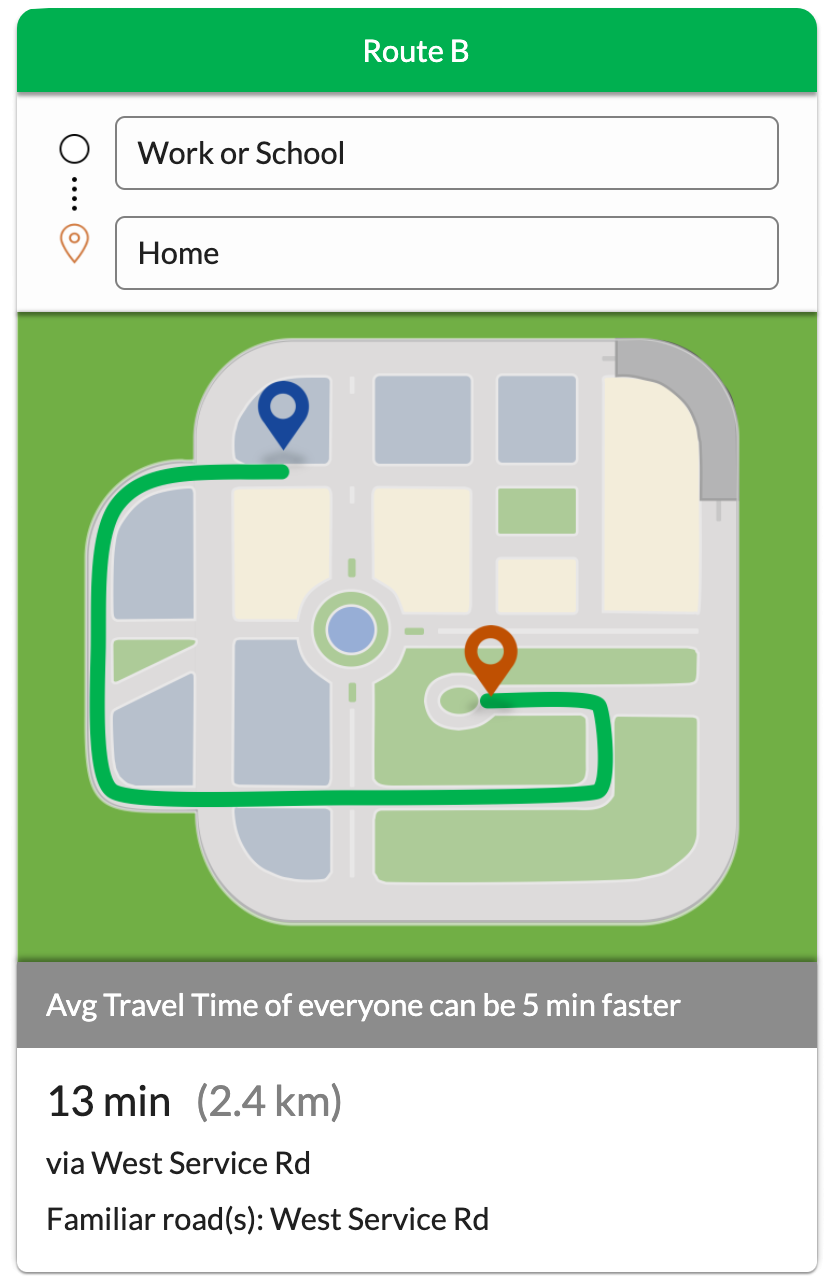 Route B
Work or School
Home
Avg Travel Time of everyone can be 5 min faster
13 min (2.4 km)
via West Service Rd
Familiar road(s): West Service Rd